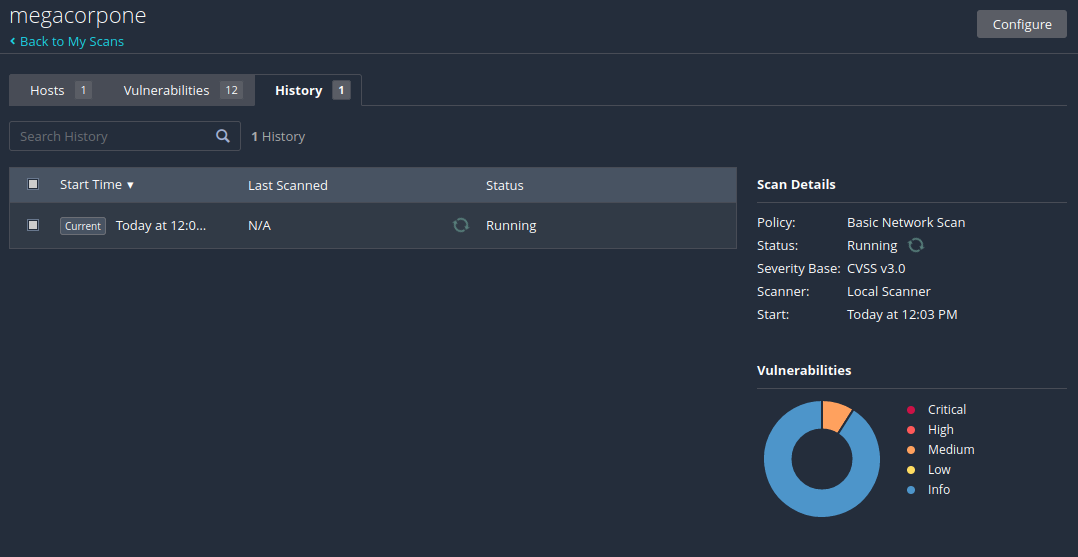 megacorpone
Back to My Scans
Configure
Hosts 1 Vulnerabilities 12 History 1
Search History 1 History
Start Time ▼ Last Scanned Status
Current Today at 12:0... N/A Running
Scan Details
Policy: Basic Network Scan
Status: Running
Severity Base: CVSS v3.0
Scanner: Local Scanner
Start: Today at 12:03 PM
Vulnerabilities
Critical
High
Medium
Low
Info